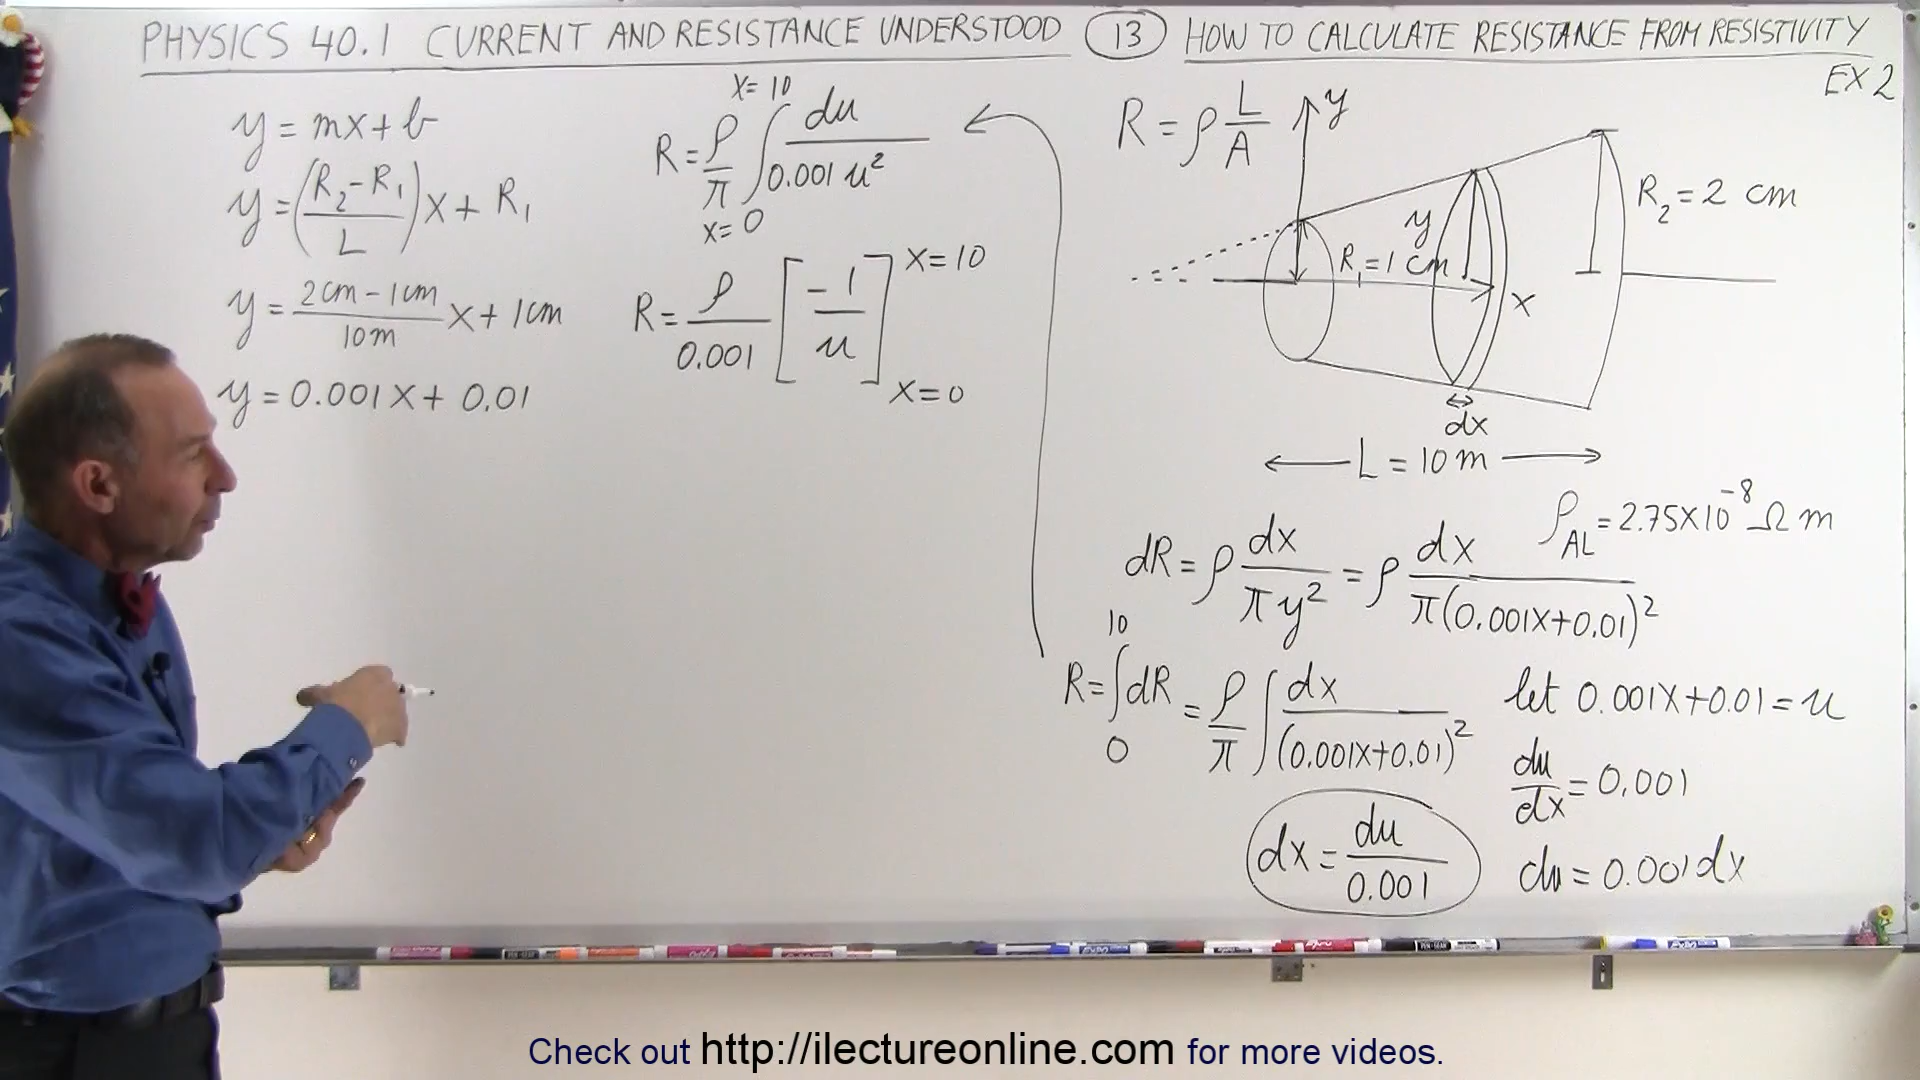 PHYSICS 40.1 CURRENT AND RESISTANCE UNDERSTOOD (13) HOW TO CALCULATE RESISTANCE FROM RESISTIVITY
EX 2
y = mx + b
y = ((R₂ - R₁)/L) x + R₁
y = (2cm - 1cm)/(10m) x + 1cm
y = 0.001x + 0.01
R = ρ/π ∫_{x=0}^{x=10} du/(0.001 u²)
R = ρ/0.001 [-1/u]_{x=0}^{x=10}
R = ρ L/A
y
R₂ = 2 cm
y
R₁ = 1 cm
x
dx
L = 10 m
ρ_AL = 2.75X10⁻⁸ Ω m
dR = ρ dx/(π y²) = ρ dx/(π(0.001x+0.01)²)
R = ∫_0^10 dR = ρ/π ∫ dx/(0.001x+0.01)²
let 0.001x+0.01 = u
du/dx = 0.001
du = 0.001 dx
dx = du/0.001
Check out http://ilectureonline.com for more videos.